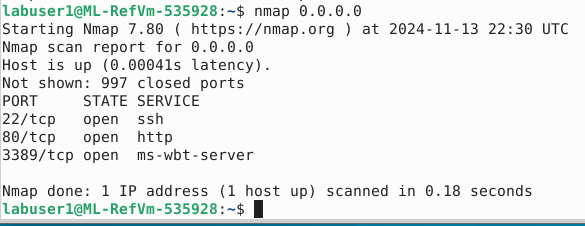 labuser1@ML-RefVm-535928:~$ nmap 0.0.0.0
Starting Nmap 7.80 ( https://nmap.org ) at 2024-11-13 22:30 UTC
Nmap scan report for 0.0.0.0
Host is up (0.00041s latency).
Not shown: 997 closed ports
PORT     STATE SERVICE
22/tcp   open  ssh
80/tcp   open  http
3389/tcp open  ms-wbt-server

Nmap done: 1 IP address (1 host up) scanned in 0.18 seconds
labuser1@ML-RefVm-535928:~$